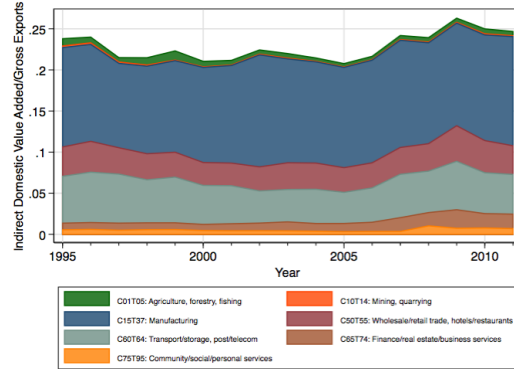 Indirect Domestic Value Added/Gross Exports
.25
.2
.15
.1
.05
0
1995
2000
2005
2010
Year
C01T05: Agriculture, forestry, fishing
C10T14: Mining, quarrying
C15T37: Manufacturing
C50T55: Wholesale/retail trade, hotels/restaurants
C60T64: Transport/storage, post/telecom
C65T74: Finance/real estate/business services
C75T95: Community/social/personal services